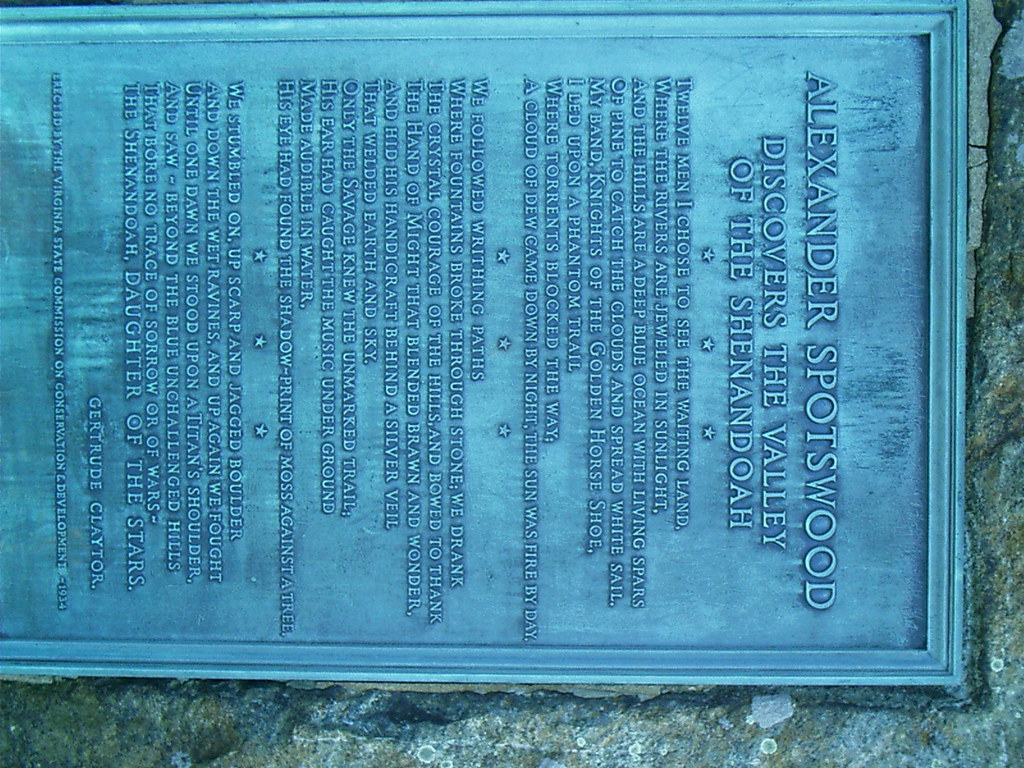 ALEXANDER SPOTSWOOD
DISCOVERS THE VALLEY
OF THE SHENANDOAH
TWELVE MEN I CHOSE TO SEE THE WAITING LAND,
WHERE THE RIVERS ARE JEWELED IN SUNLIGHT,
AND THE HILLS ARE A DEEP BLUE OCEAN WITH LIVING SPARS
OF PINE TO CATCH THE CLOUDS AND SPREAD WHITE SAIL,
MY BAND, KNIGHTS OF THE GOLDEN HORSE SHOE,
I LED UPON A PHANTOM TRAIL
WHERE TORRENTS BLOCKED THE WAY;
A CLOUD OF DEW CAME DOWN BY NIGHT, THE SUN WAS FIRE BY DAY.
WE FOLLOWED WRITHING PATHS
WHERE FOUNTAINS BROKE THROUGH STONE; WE DRANK
THE CRYSTAL COURAGE OF THE HILLS, AND BOWED TO THANK
THE HAND OF MIGHT THAT BLENDED BRAWN AND WONDER,
AND HID HIS HANDICRAFT BEHIND A SILVER VEIL
THAT WELDED EARTH AND SKY.
ONLY THE SAVAGE KNEW THE UNMARKED TRAIL;
HIS EAR HAD CAUGHT THE MUSIC UNDER GROUND
MADE AUDIBLE IN WATER,
HIS EYE HAD FOUND THE SHADOW-PRINT OF MOSS AGAINST A TREE.
WE STUMBLED ON, UP SCARP AND JAGGED BOULDER
AND DOWN THE WET RAVINES, AND UP AGAIN WE FOUGHT
UNTIL ONE DAWN WE STOOD UPON A TITAN'S SHOULDER,
AND SAW - BEYOND THE BLUE UNCHALLENGED HILLS
THAT BORE NO TRACE OF SORROW OR OF WARS -
THE SHENANDOAH, DAUGHTER OF THE STARS.
GERTRUDE CLAYTOR.
ERECTED BY THE VIRGINIA STATE COMMISSION ON CONSERVATION & DEVELOPMENT - 1934